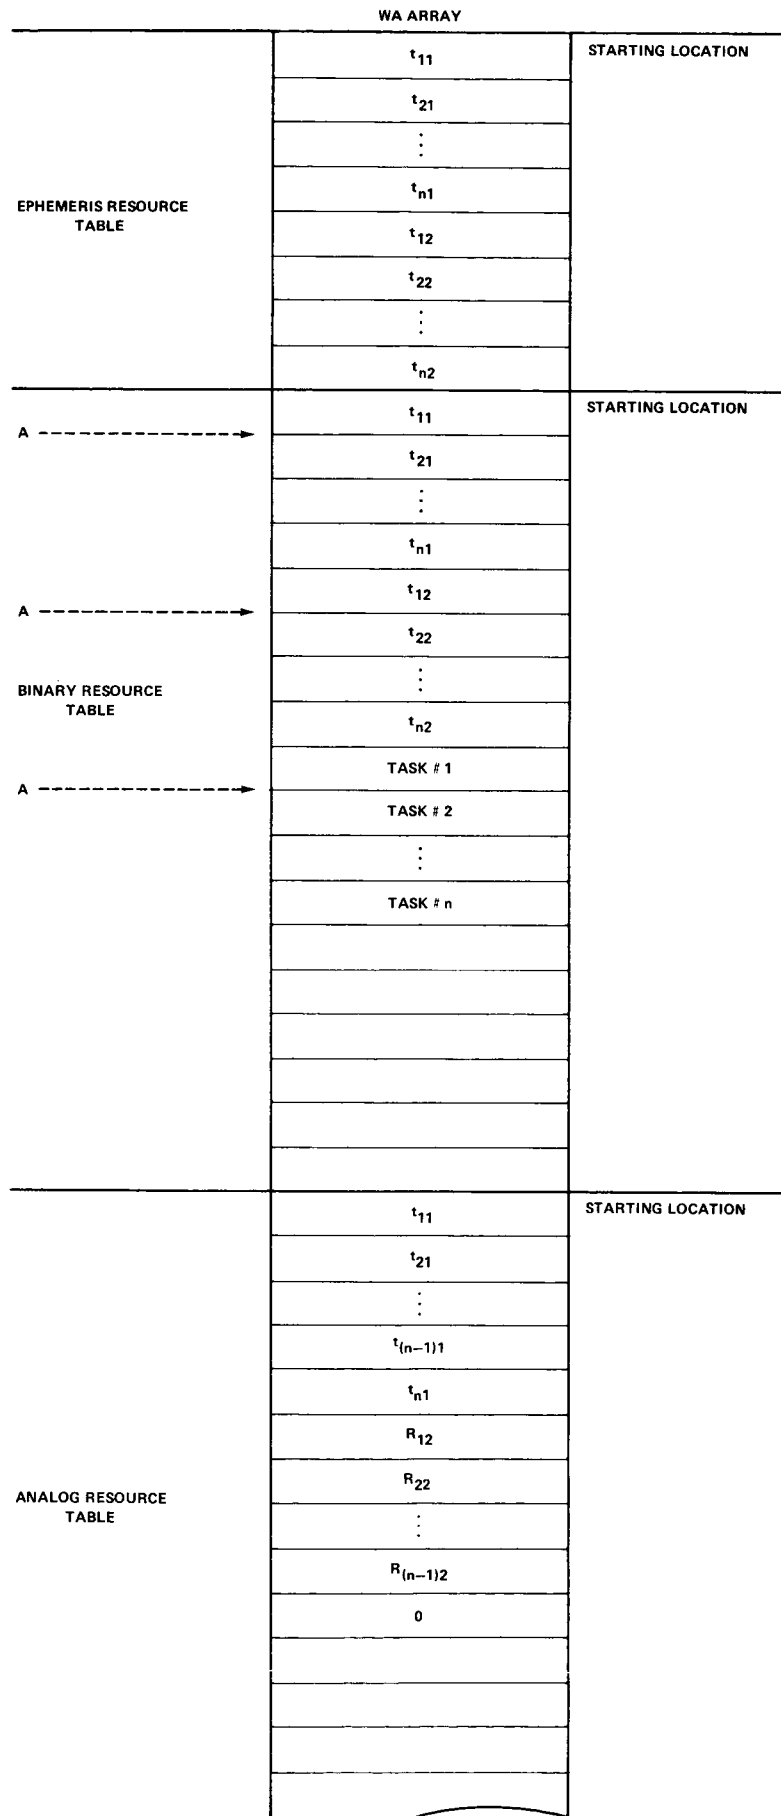 WA ARRAY
t11
STARTING LOCATION
t21
⋮
tn1
EPHEMERIS RESOURCE
TABLE
t12
t22
⋮
tn2
t11
STARTING LOCATION
A
t21
⋮
tn1
t12
A
t22
⋮
BINARY RESOURCE
TABLE
tn2
TASK # 1
A
TASK # 2
⋮
TASK # n
t11
STARTING LOCATION
t21
⋮
t(n–1)1
tn1
R12
R22
ANALOG RESOURCE
TABLE
⋮
R(n–1)2
0